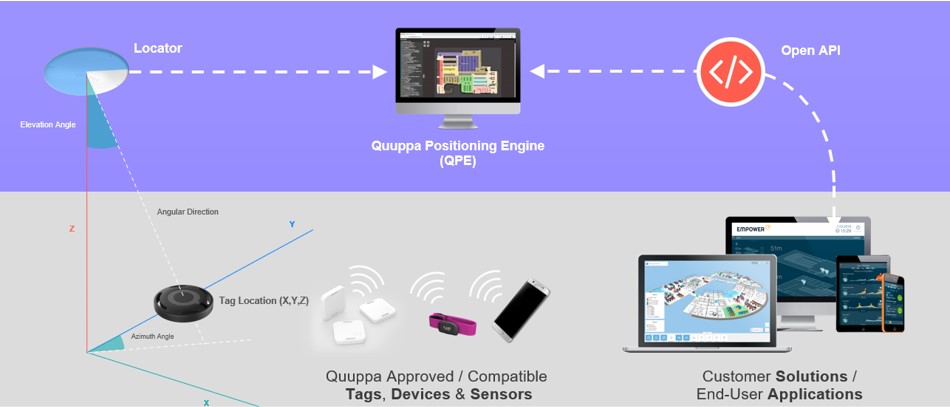 Locator
Open API
Elevation Angle
Quuppa Positioning Engine
(QPE)
Angular Direction
Z
Y
EMPOWER
51m
Tag Location (X,Y,Z)
Azimuth Angle
X
Quuppa Approved / Compatible
Tags, Devices & Sensors
Customer Solutions /
End-User Applications